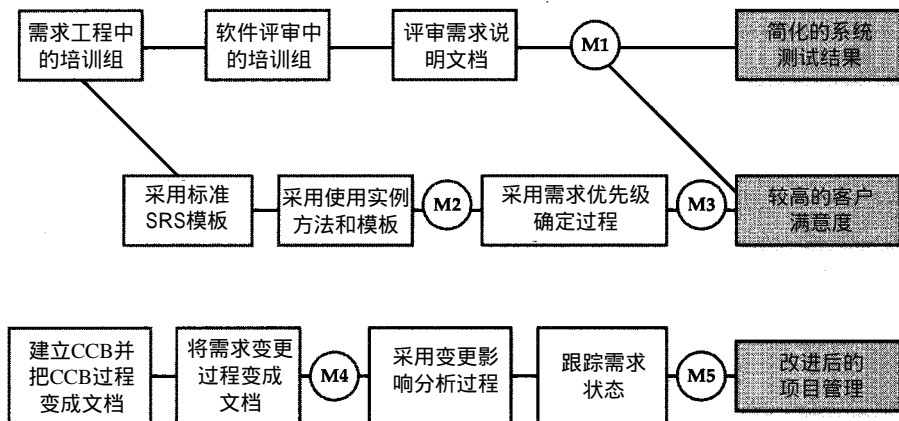 需求工程中
的培训组
软件评审中
的培训组
评审需求说
明文档
M1
简化的系统
测试结果
采用标准
SRS模板
采用使用实例
方法和模板
M2
采用需求优先级
确定过程
M3
较高的客户
满意度
建立CCB并
把CCB过程
变成文档
将需求变更
过程变成
文档
M4
采用变更影
响分析过程
跟踪需求
状态
M5
改进后的
项目管理